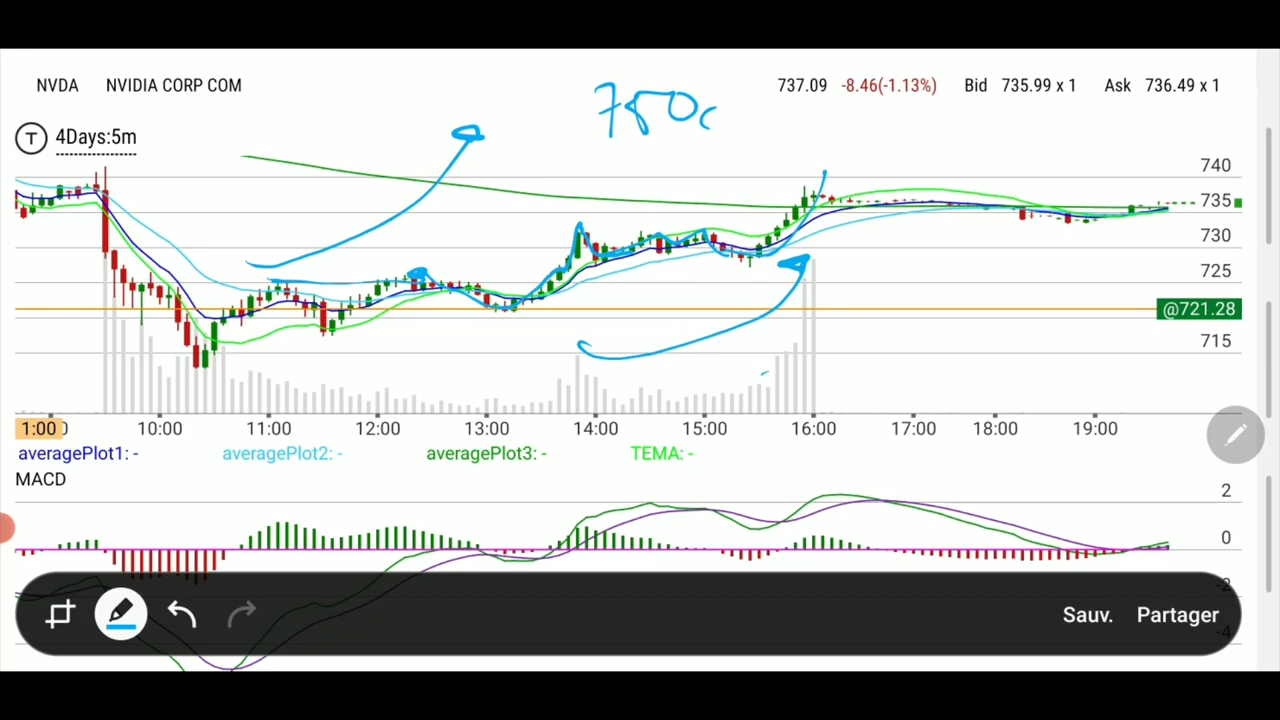 NVDA NVIDIA CORP COM 737.09 -8.46(-1.13%) Bid 735.99 x 1 Ask 736.49 x 1
T 4Days:5m
740
735
730
725
@721.28
715
1:00 10:00 11:00 12:00 13:00 14:00 15:00 16:00 17:00 18:00 19:00
averagePlot1: - averagePlot2: - averagePlot3: - TEMA: -
MACD
2
0
-2
-4
Sauv. Partager